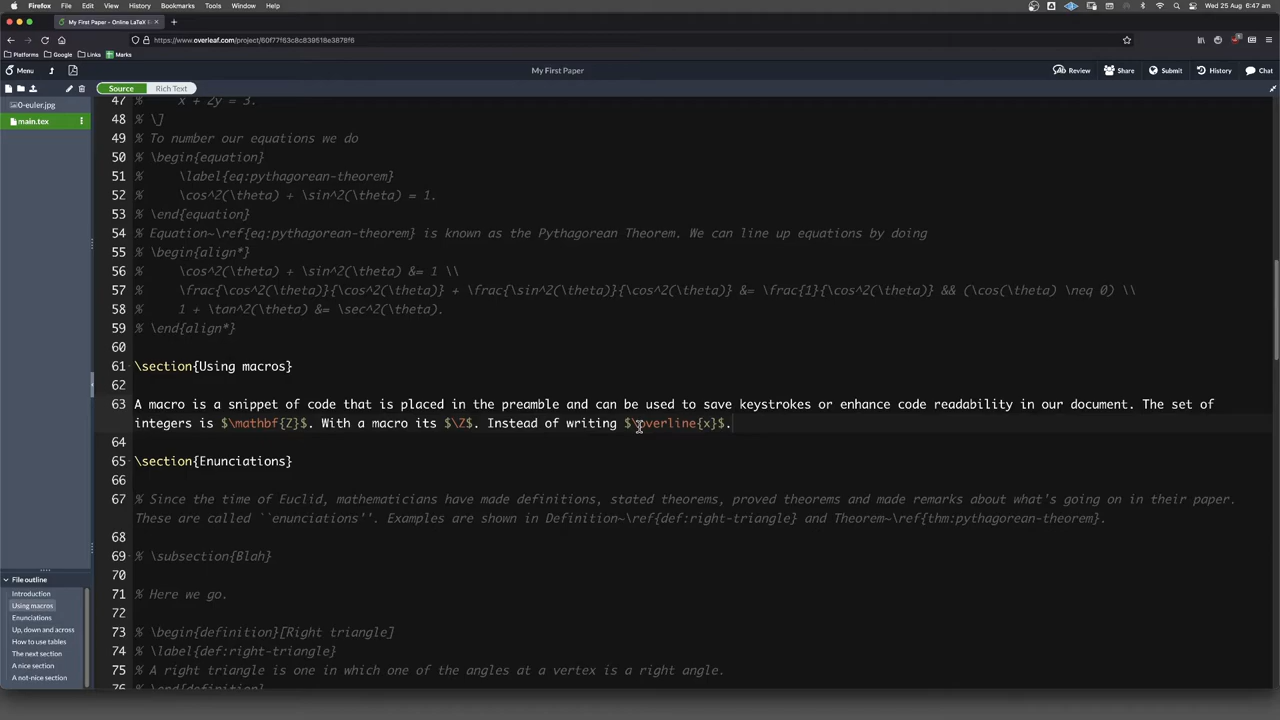 Firefox File Edit View History Bookmarks Tools Window Help
Wed 25 Aug 6:47 am
My First Paper - Online LaTeX E
https://www.overleaf.com/project/60f77f63c8c839518e3878f6
Platforms Google Links Marks
Menu
My First Paper
Review Share Submit History Chat
Source Rich Text
0-euler.jpg
main.tex
47 % x + 2y = 3.
48 % \]
49 % To number our equations we do
50 % \begin{equation}
51 % \label{eq:pythagorean-theorem}
52 % \cos^2(\theta) + \sin^2(\theta) = 1.
53 % \end{equation}
54 % Equation~\ref{eq:pythagorean-theorem} is known as the Pythagorean Theorem. We can line up equations by doing
55 % \begin{align*}
56 % \cos^2(\theta) + \sin^2(\theta) &= 1 \\
57 % \frac{\cos^2(\theta)}{\cos^2(\theta)} + \frac{\sin^2(\theta)}{\cos^2(\theta)} &= \frac{1}{\cos^2(\theta)} && (\cos(\theta) \neq 0) \\
58 % 1 + \tan^2(\theta) &= \sec^2(\theta).
59 % \end{align*}
60
61 \section{Using macros}
62
63 A macro is a snippet of code that is placed in the preamble and can be used to save keystrokes or enhance code readability in our document. The set of
integers is $\mathbf{Z}$. With a macro its $\Z$. Instead of writing $\overline{x}$.
64
65 \section{Enunciations}
66
67 % Since the time of Euclid, mathematicians have made definitions, stated theorems, proved theorems and made remarks about what's going on in their paper.
These are called ``enunciations''. Examples are shown in Definition~\ref{def:right-triangle} and Theorem~\ref{thm:pythagorean-theorem}.
68
69 % \subsection{Blah}
70
71 % Here we go.
72
73 % \begin{definition}[Right triangle]
74 % \label{def:right-triangle}
75 % A right triangle is one in which one of the angles at a vertex is a right angle.
76 % \end{definition}
File outline
Introduction
Using macros
Enunciations
Up, down and across
How to use tables
The next section
A nice section
A not-nice section